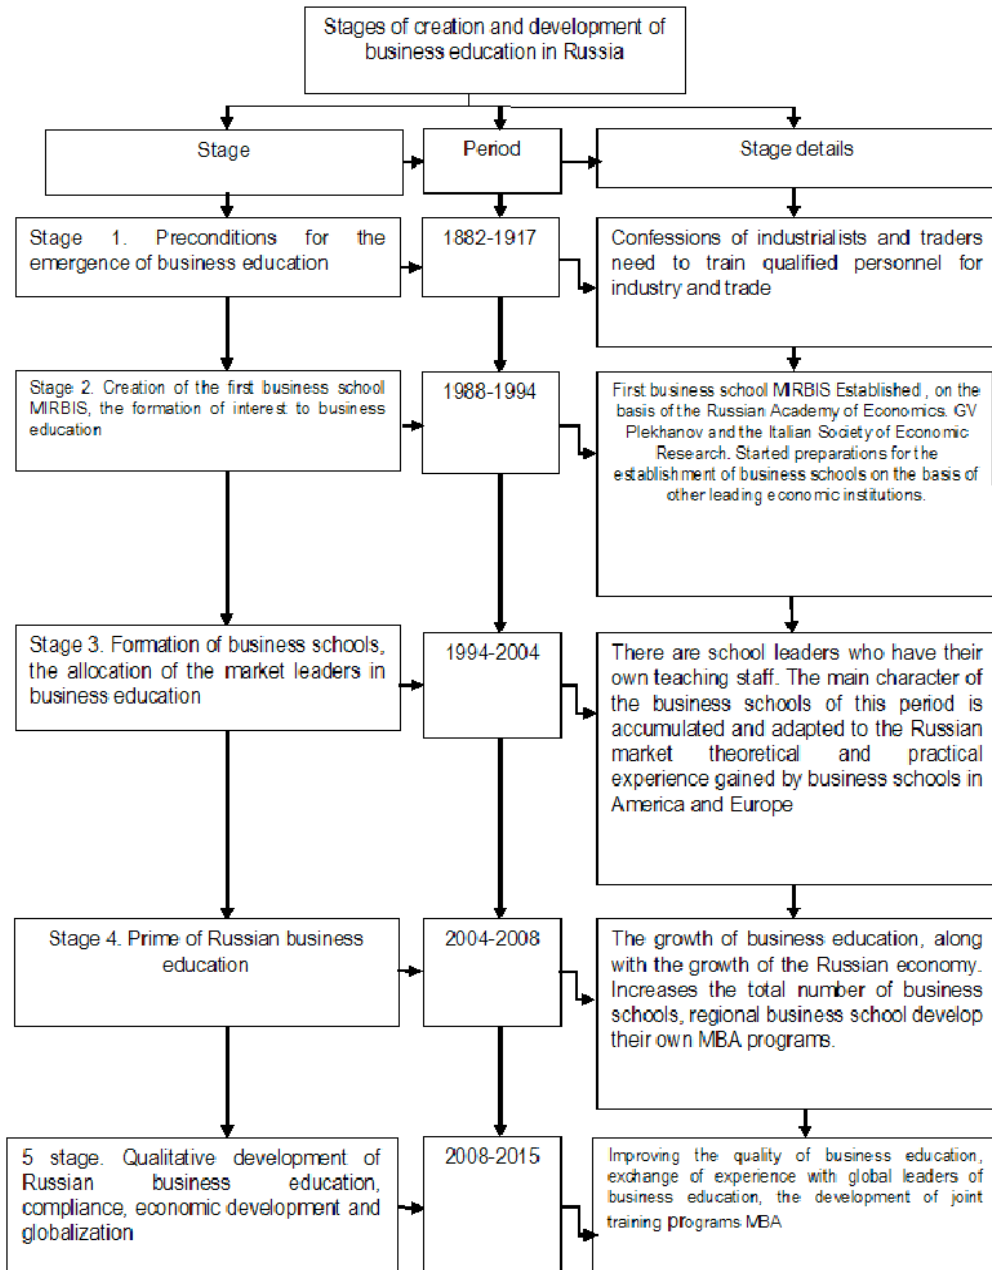 Stages of creation and development of
business education in Russia
Stage
Period
Stage details
Stage 1. Preconditions for the
emergence of business education
1882-1917
Confessions of industrialists and traders
need to train qualified personnel for
industry and trade
Stage 2. Creation of the first business school
MIRBIS, the formation of interest to business
education
1988-1994
First business school MIRBIS Established , on the
basis of the Russian Academy of Economics. GV
Plekhanov and the Italian Society of Economic
Research. Started preparations for the
establishment of business schools on the basis of
other leading economic institutions.
Stage 3. Formation of business schools,
the allocation of the market leaders in
business education
1994-2004
There are school leaders who have their
own teaching staff. The main character of
the business schools of this period is
accumulated and adapted to the Russian
market theoretical and practical
experience gained by business schools in
America and Europe
Stage 4. Prime of Russian business
education
2004-2008
The growth of business education, along
with the growth of the Russian economy.
Increases the total number of business
schools, regional business school develop
their own MBA programs.
5 stage. Qualitative development of
Russian business education,
compliance, economic development and
globalization
2008-2015
Improving the quality of business education,
exchange of experience with global leaders
of business education, the development of joint
training programs MBA